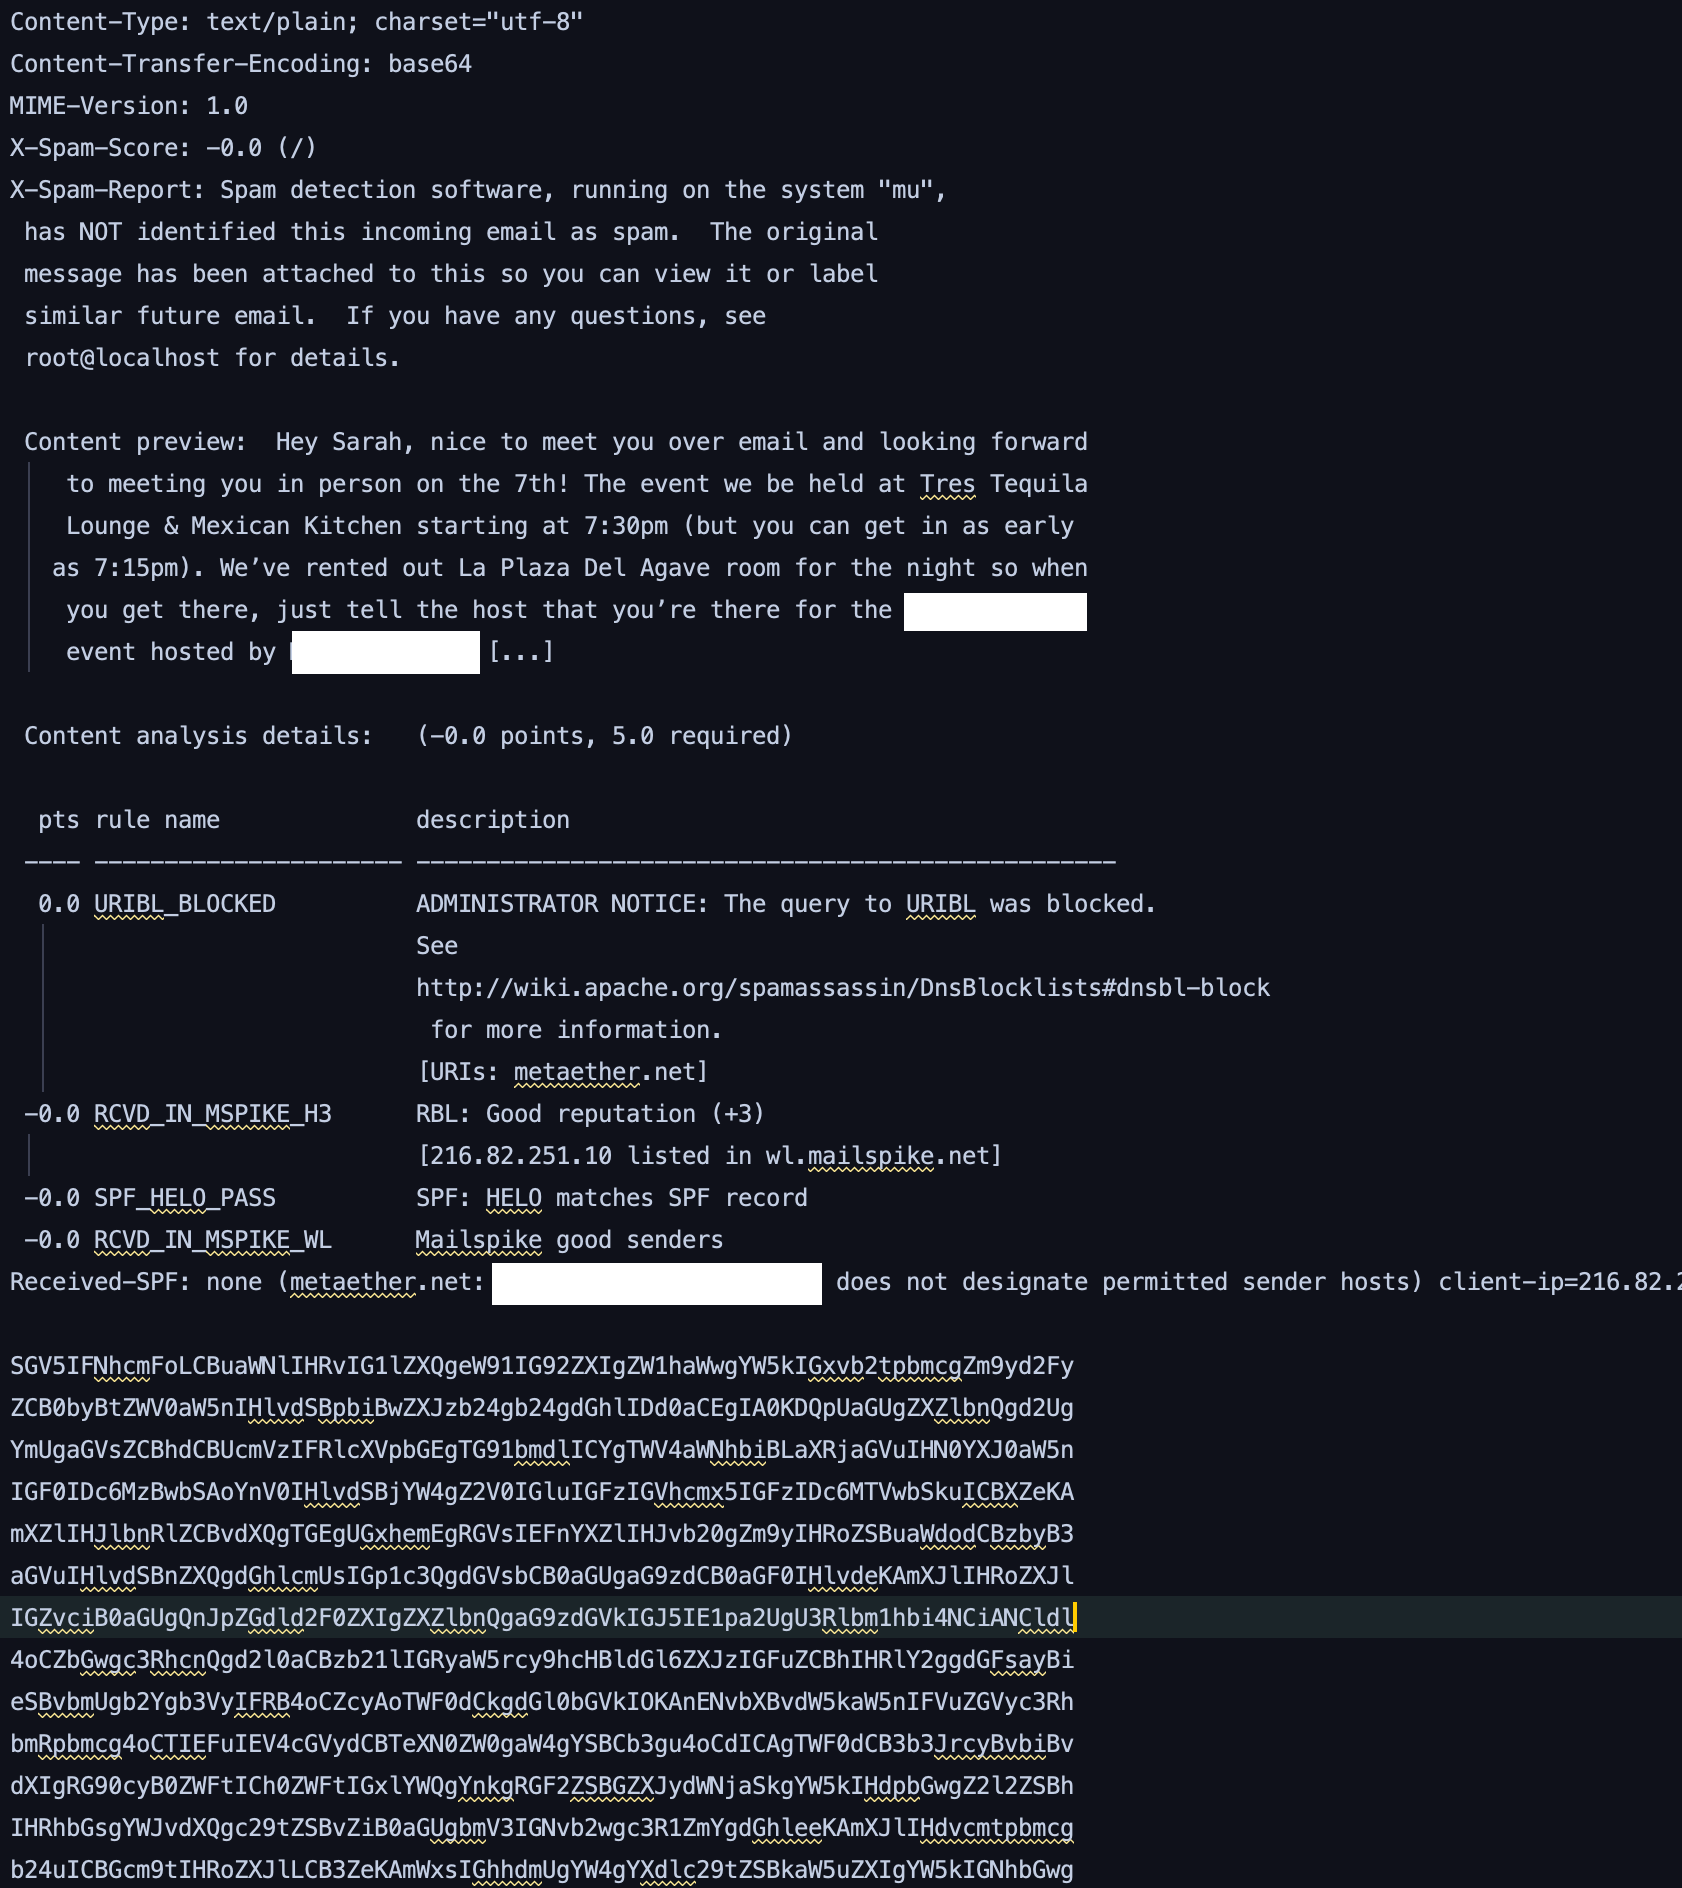 Content-Type: text/plain; charset="utf-8"
Content-Transfer-Encoding: base64
MIME-Version: 1.0
X-Spam-Score: -0.0 (/)
X-Spam-Report: Spam detection software, running on the system "mu",
has NOT identified this incoming email as spam.  The original
message has been attached to this so you can view it or label
similar future email.  If you have any questions, see
root@localhost for details.
Content preview:  Hey Sarah, nice to meet you over email and looking forward
to meeting you in person on the 7th! The event we be held at Tres Tequila
Lounge & Mexican Kitchen starting at 7:30pm (but you can get in as early
as 7:15pm). We’ve rented out La Plaza Del Agave room for the night so when
you get there, just tell the host that you’re there for the
event hosted by [...]
Content analysis details:   (-0.0 points, 5.0 required)
pts rule name              description
---- ---------------------- --------------------------------------------------
0.0 URIBL_BLOCKED          ADMINISTRATOR NOTICE: The query to URIBL was blocked.
See
http://wiki.apache.org/spamassassin/DnsBlocklists#dnsbl-block
for more information.
[URIs: metaether.net]
-0.0 RCVD_IN_MSPIKE_H3      RBL: Good reputation (+3)
[216.82.251.10 listed in wl.mailspike.net]
-0.0 SPF_HELO_PASS          SPF: HELO matches SPF record
-0.0 RCVD_IN_MSPIKE_WL      Mailspike good senders
Received-SPF: none (metaether.net: does not designate permitted sender hosts) client-ip=216.82.2
SGV5IFNhcmFoLCBuaWNlIHRvIG1lZXQgeW91IG92ZXIgZW1haWwgYW5kIGxvb2tpbmcgZm9yd2Fy
ZCB0byBtZWV0aW5nIHlvdSBpbiBwZXJzb24gb24gdGhlIDd0aCEgIA0KDQpUaGUgZXZlbnQgd2Ug
YmUgaGVsZCBhdCBUcmVzIFRlcXVpbGEgTG91bmdlICYgTWV4aWNhbiBLaXRjaGVuIHN0YXJ0aW5n
IGF0IDc6MzBwbSAoYnV0IHlvdSBjYW4gZ2V0IGluIGFzIGVhcmx5IGFzIDc6MTVwbSkuICBXZeKA
mXZlIHJlbnRlZCBvdXQgTGEgUGxhemEgRGVsIEFnYXZlIHJvb20gZm9yIHRoZSBuaWdodCBzbyB3
aGVuIHlvdSBnZXQgdGhlcmUsIGp1c3QgdGVsbCB0aGUgaG9zdCB0aGF0IHlvdeKAmXJlIHRoZXJl
IGZvciB0aGUgQnJpZGdld2F0ZXIgZXZlbnQgaG9zdGVkIGJ5IE1pa2UgU3Rlbm1hbi4NCiANCldl
4oCZbGwgc3RhcnQgd2l0aCBzb21lIGRyaW5rcy9hcHBldGl6ZXJzIGFuZCBhIHRlY2ggdGFsayBi
eSBvbmUgb2Ygb3VyIFRB4oCZcyAoTWF0dCkgdGl0bGVkIOKAnENvbXBvdW5kaW5nIFVuZGVyc3Rh
bmRpbmcg4oCTIEFuIEV4cGVydCBTeXN0ZW0gaW4gYSBCb3gu4oCdICAgTWF0dCB3b3JrcyBvbiBv
dXIgRG90cyB0ZWFtICh0ZWFtIGxlYWQgYnkgRGF2ZSBGZXJydWNjaSkgYW5kIHdpbGwgZ2l2ZSBh
IHRhbGsgYWJvdXQgc29tZSBvZiB0aGUgbmV3IGNvb2wgc3R1ZmYgdGhleeKAmXJlIHdvcmtpbmcg
b24uICBGcm9tIHRoZXJlLCB3ZeKAmWxsIGhhdmUgYW4gYXdlc29tZSBkaW5uZXIgYW5kIGNhbGwg